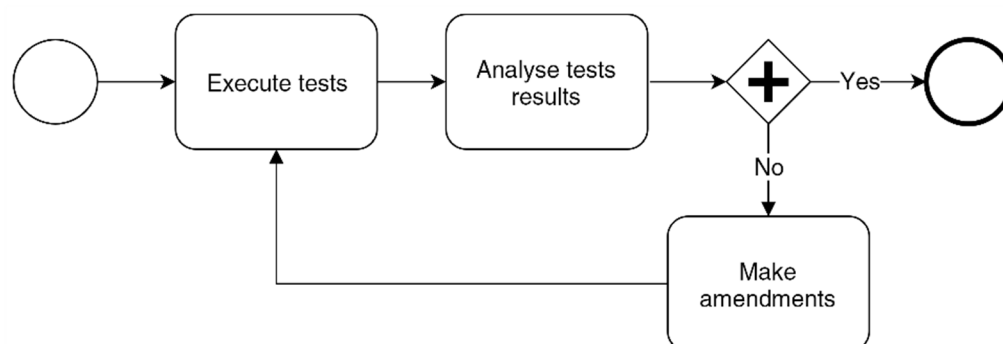 Execute tests
Analyse tests
results
Yes
No
Make
amendments